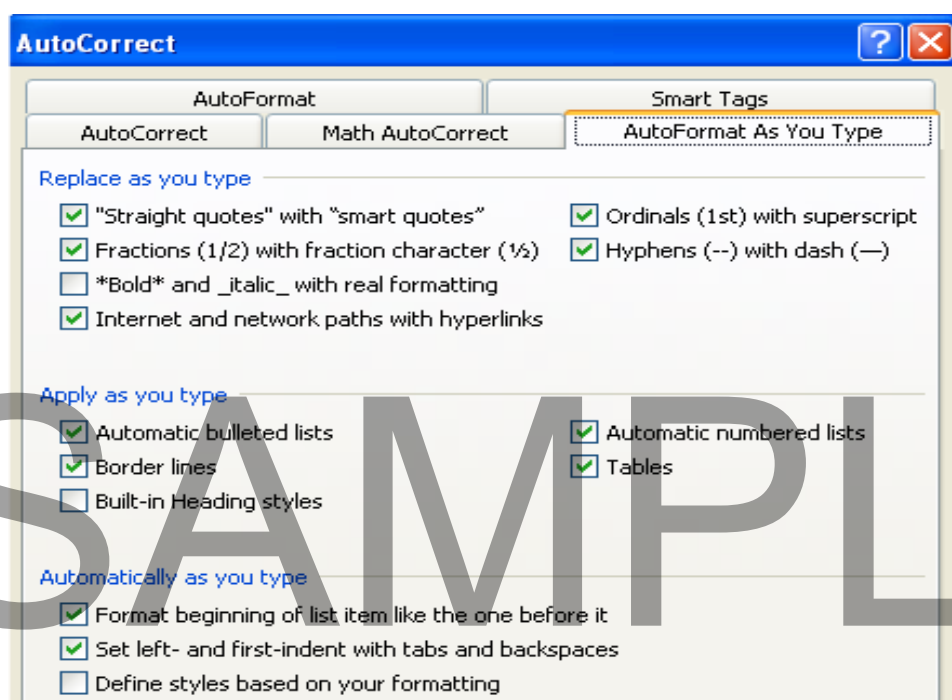 AutoCorrect
AutoFormat Smart Tags
AutoCorrect Math AutoCorrect AutoFormat As You Type
Replace as you type
"Straight quotes" with “smart quotes” Ordinals (1st) with superscript
Fractions (1/2) with fraction character (½) Hyphens (--) with dash (—)
*Bold* and _italic_ with real formatting
Internet and network paths with hyperlinks
Apply as you type
Automatic bulleted lists Automatic numbered lists
Border lines Tables
Built-in Heading styles
SAMPL
Automatically as you type
Format beginning of list item like the one before it
Set left- and first-indent with tabs and backspaces
Define styles based on your formatting